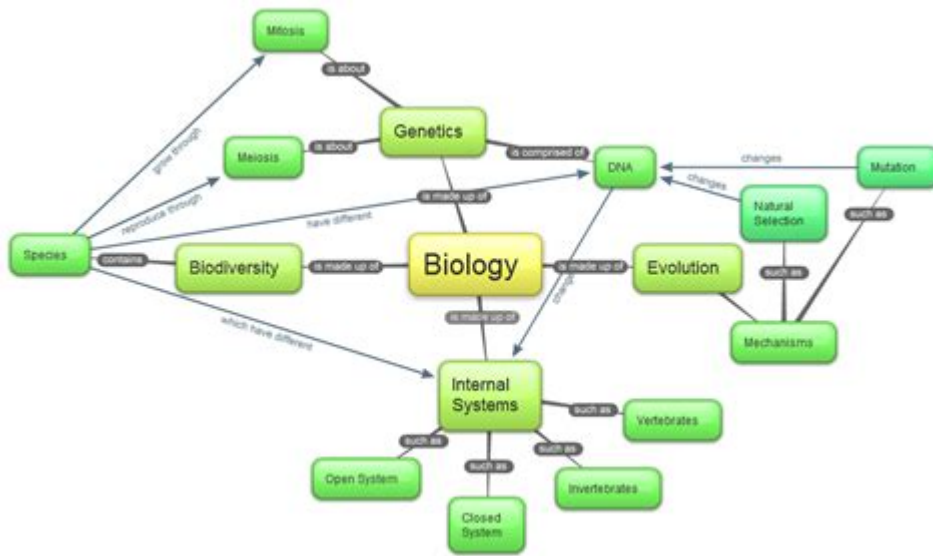 Mitosis
is about
Genetics
grow through
Meiosis
is about
is comprised of
DNA
changes
Mutation
changes
reproduce through
is made up of
have different
Natural
Selection
such as
Species
contains
Biodiversity
is made up of
Biology
is made up of
Evolution
such as
is made up of
which have different
Mechanisms
Internal
Systems
such as
Vertebrates
such as
such as
such as
Open System
Invertebrates
Closed
System